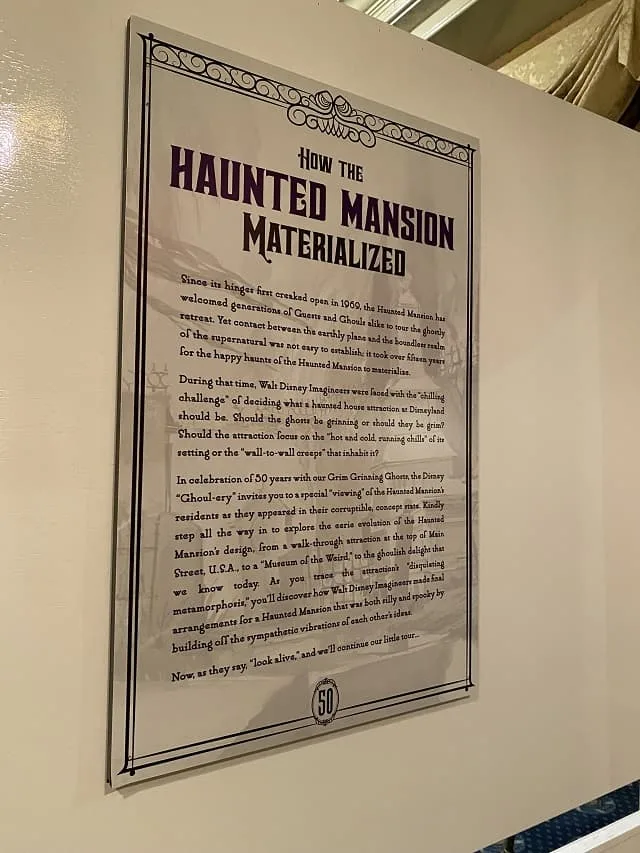 How the
Haunted Mansion
Materialized
Since its hinges first creaked open in 1969, the Haunted Mansion has
welcomed generations of Guests and Ghouls alike to tour the ghostly
retreat. Yet contact between the earthly plane and the boundless realm
of the supernatural was not easy to establish; it took over fifteen years
for the happy haunts of the Haunted Mansion to materialize.
During that time, Walt Disney Imagineers were faced with the “chilling
challenge” of deciding what a haunted house attraction at Disneyland
should be. Should the ghosts be grinning or should they be grim?
Should the attraction focus on the “hot and cold, running chills” of its
setting or the “wall-to-wall creeps” that inhabit it?
In celebration of 50 years with our Grim Grinning Ghosts, the Disney
“Ghoul-ery” invites you to a special “viewing” of the Haunted Mansion's
residents as they appeared in their corruptible, concept state. Kindly
step all the way in to explore the eerie evolution of the Haunted
Mansion's design, from a walk-through attraction at the top of Main
Street, U.S.A., to a “Museum of the Weird,” to the ghoulish delight that
we know today. As you trace the attraction's “disquieting
metamorphosis,” you'll discover how Walt Disney Imagineers made final
arrangements for a Haunted Mansion that was both silly and spooky by
building off the sympathetic vibrations of each other's ideas.
Now, as they say, “look alive,” and we'll continue our little tour...
50